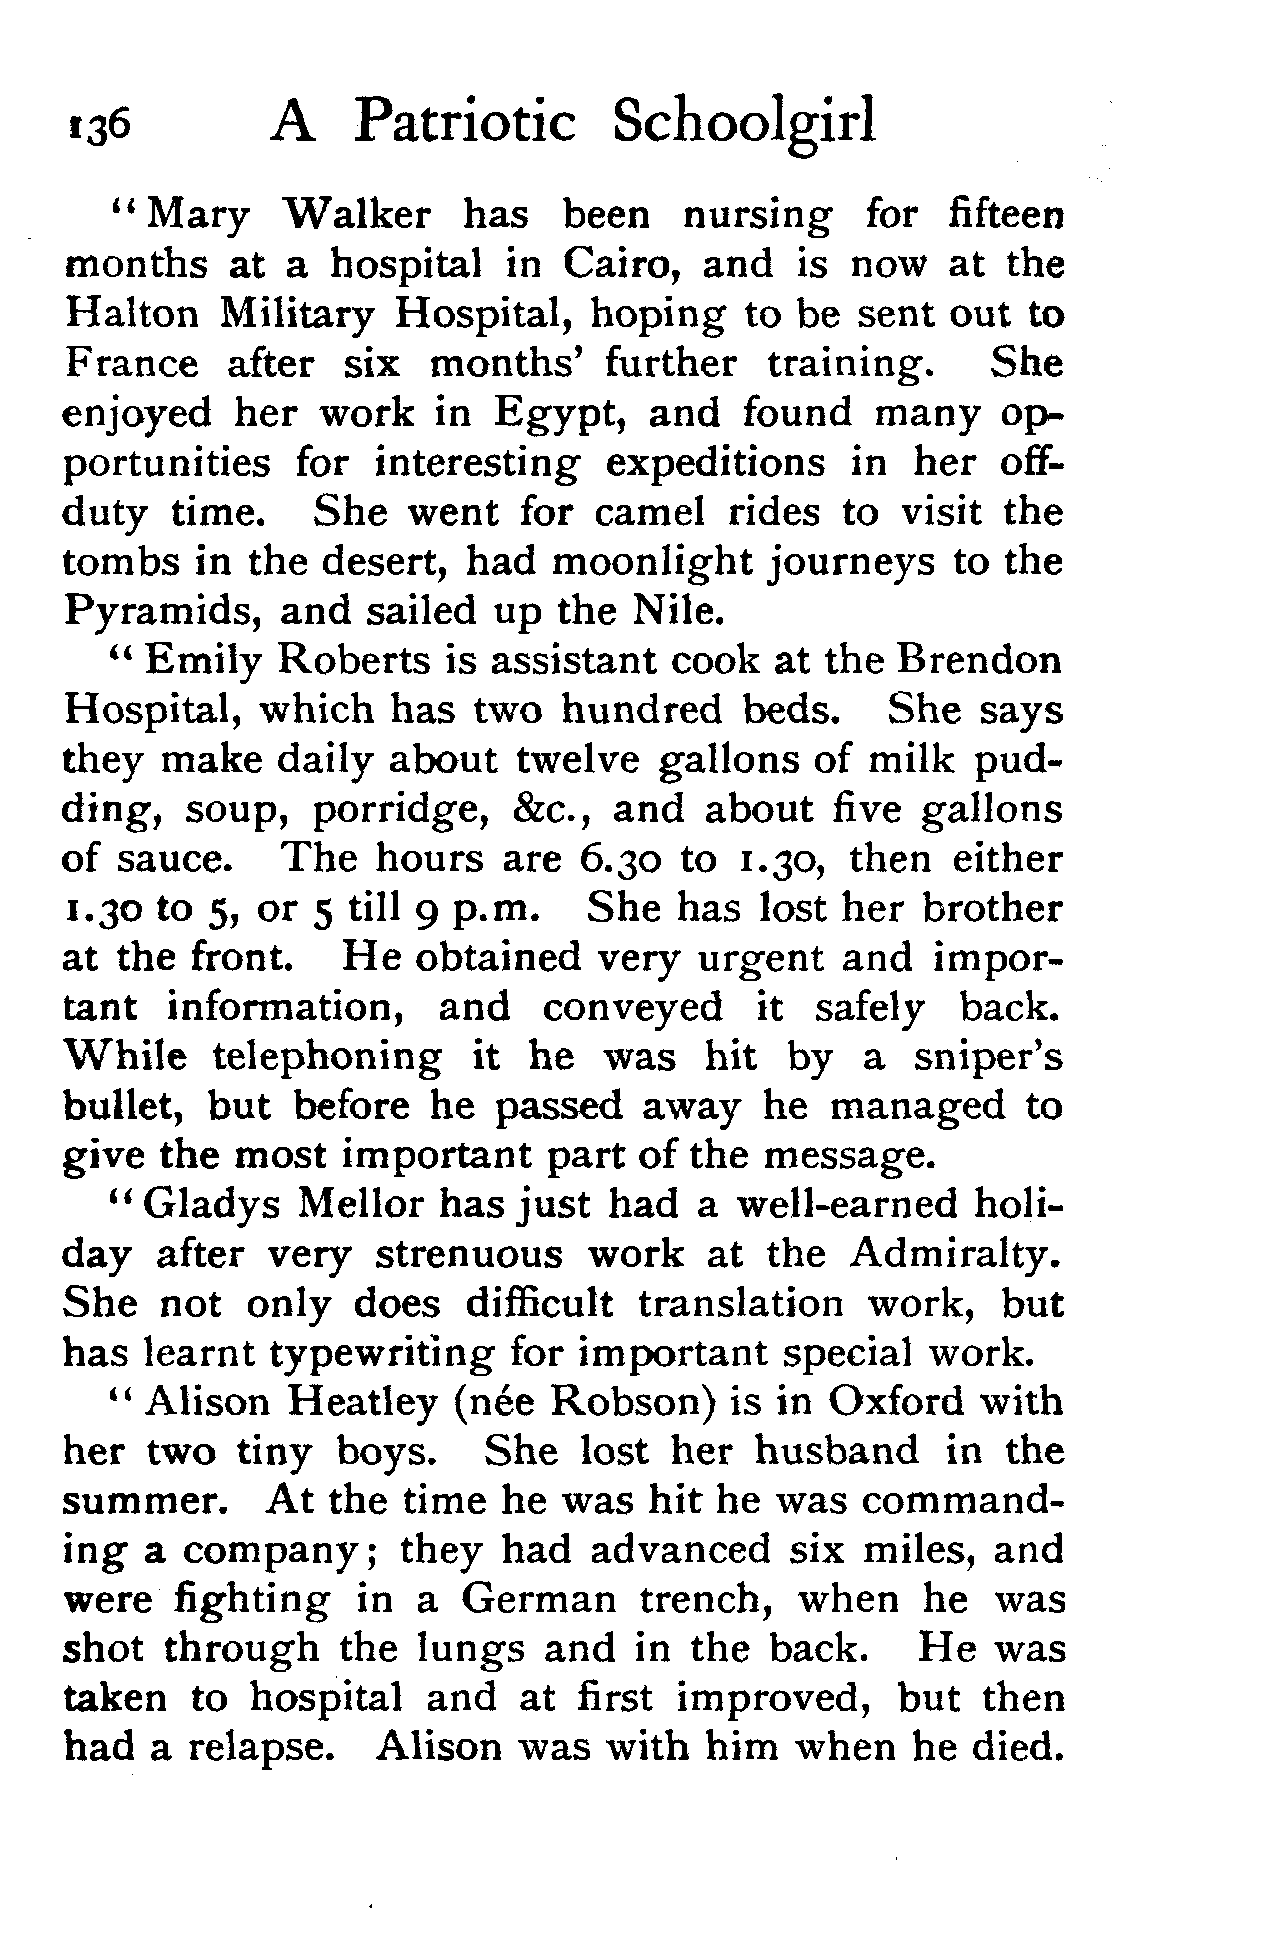 136 A Patriotic Schoolgirl
“Mary Walker has been nursing for fifteen
months at a hospital in Cairo, and is now at the
Halton Military Hospital, hoping to be sent out to
France after six months’ further training. She
enjoyed her work in Egypt, and found many op-
portunities for interesting expeditions in her off-
duty time. She went for camel rides to visit the
tombs in the desert, had moonlight journeys to the
Pyramids, and sailed up the Nile.
“Emily Roberts is assistant cook at the Brendon
Hospital, which has two hundred beds. She says
they make daily about twelve gallons of milk pud-
ding, soup, porridge, &c., and about five gallons
of sauce. The hours are 6.30 to 1.30, then either
1.30 to 5, or 5 till 9 p.m. She has lost her brother
at the front. He obtained very urgent and impor-
tant information, and conveyed it safely back.
While telephoning it he was hit by a sniper’s
bullet, but before he passed away he managed to
give the most important part of the message.
“Gladys Mellor has just had a well-earned holi-
day after very strenuous work at the Admiralty.
She not only does difficult translation work, but
has learnt typewriting for important special work.
“Alison Heatley (née Robson) is in Oxford with
her two tiny boys. She lost her husband in the
summer. At the time he was hit he was command-
ing a company; they had advanced six miles, and
were fighting in a German trench, when he was
shot through the lungs and in the back. He was
taken to hospital and at first improved, but then
had a relapse. Alison was with him when he died.